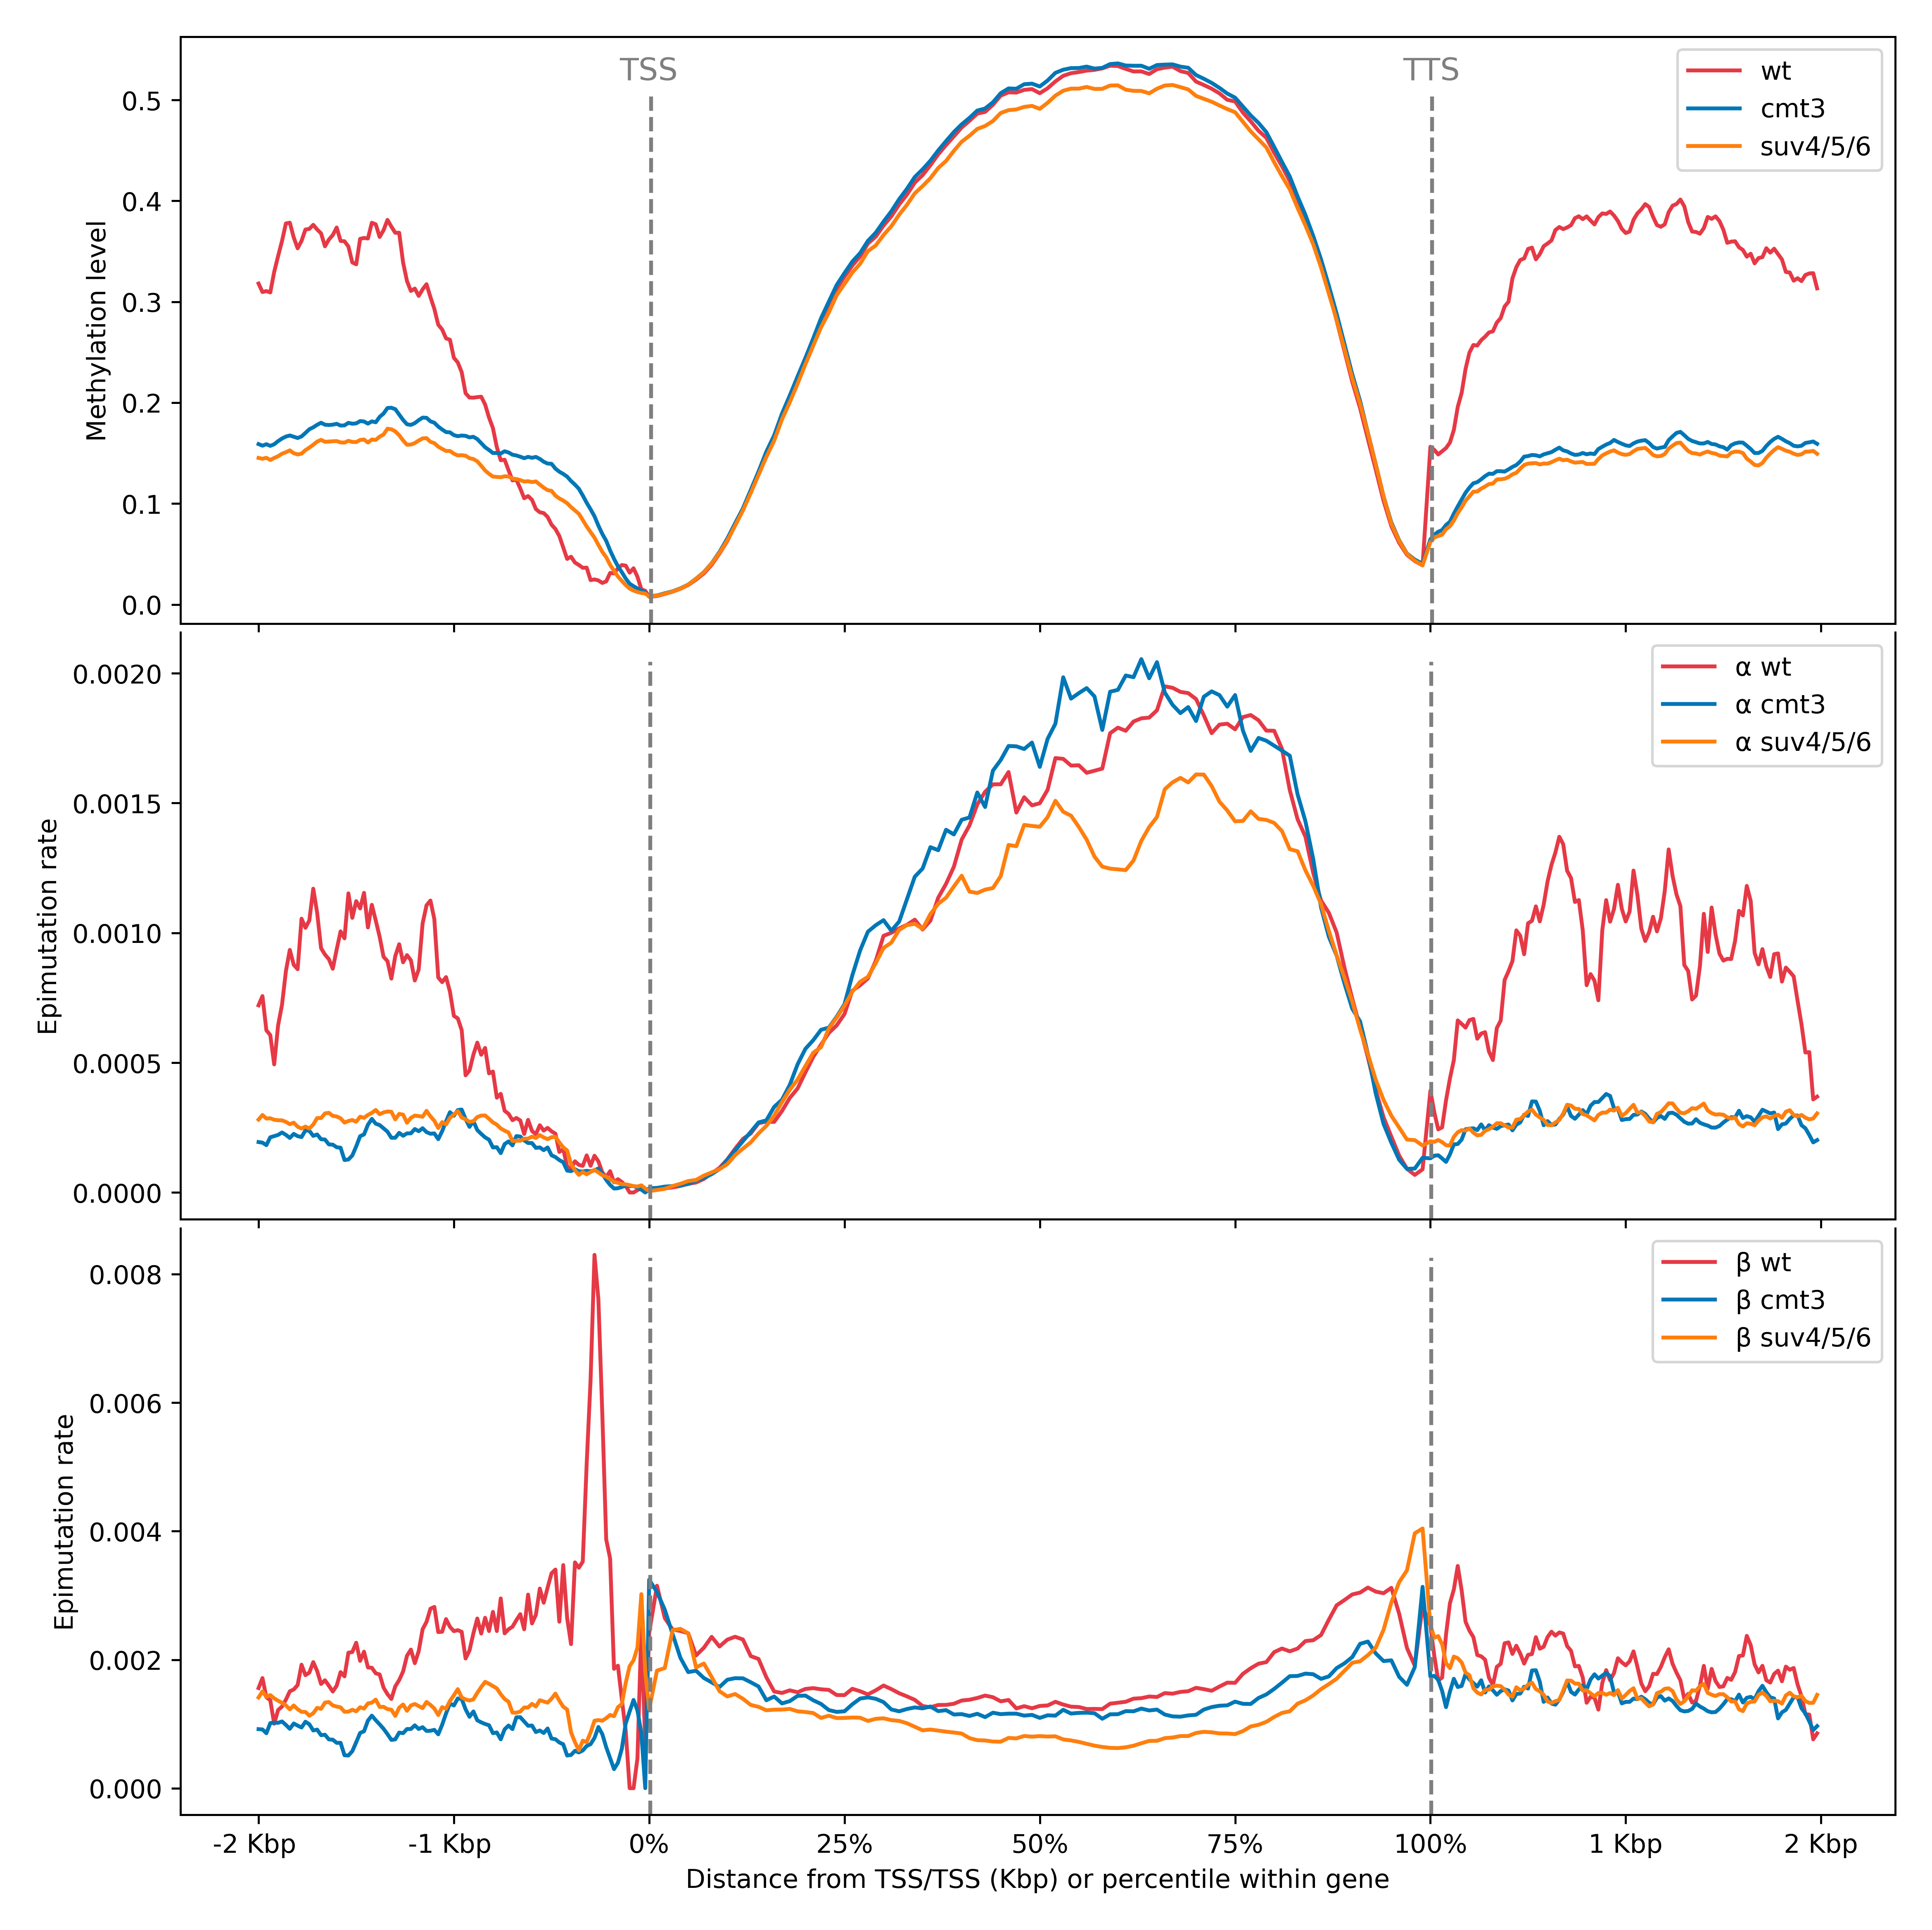 TSS
TTS
wt
cmt3
suv4/5/6
Methylation level
0.5
0.4
0.3
0.2
0.1
0.0
α wt
α cmt3
α suv4/5/6
Epimutation rate
0.0020
0.0015
0.0010
0.0005
0.0000
β wt
β cmt3
β suv4/5/6
Epimutation rate
0.008
0.006
0.004
0.002
0.000
-2 Kbp -1 Kbp 0% 25% 50% 75% 100% 1 Kbp 2 Kbp
Distance from TSS/TSS (Kbp) or percentile within gene